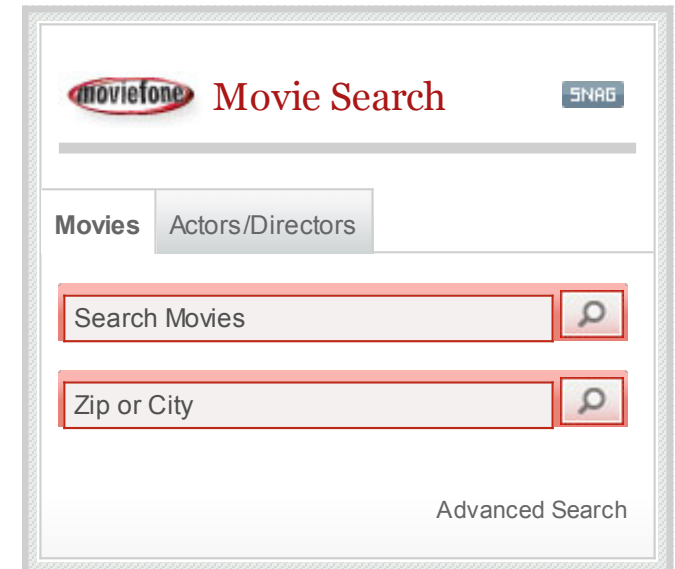 moviefone Movie Search SNAG
Movies Actors/Directors
Search Movies
Zip or City
Advanced Search